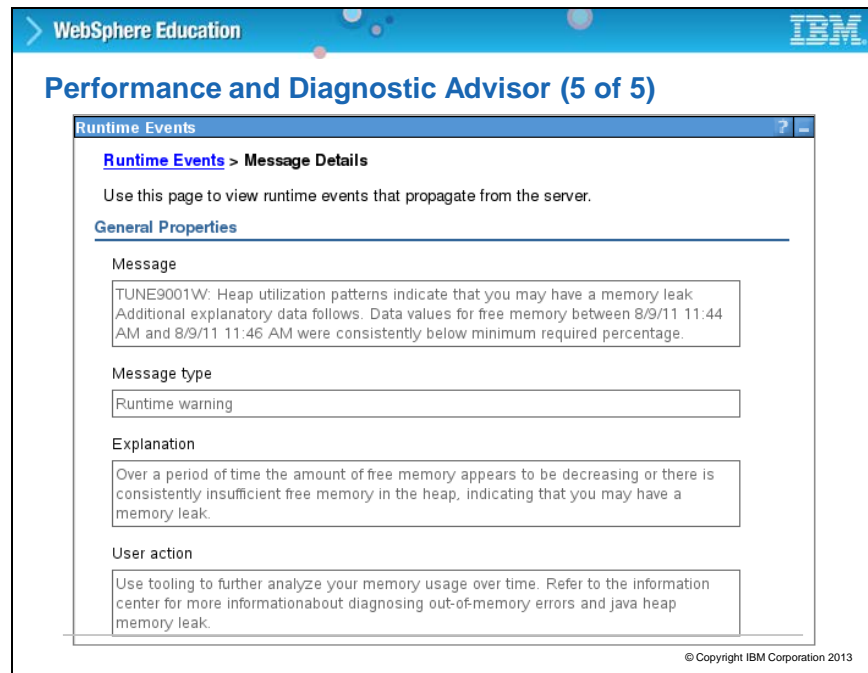 WebSphere Education
IBM
Performance and Diagnostic Advisor (5 of 5)
Runtime Events
? -
Runtime Events > Message Details
Use this page to view runtime events that propagate from the server.
General Properties
Message
TUNE9001W: Heap utilization patterns indicate that you may have a memory leak
Additional explanatory data follows. Data values for free memory between 8/9/11 11:44
AM and 8/9/11 11:46 AM were consistently below minimum required percentage.
Message type
Runtime warning
Explanation
Over a period of time the amount of free memory appears to be decreasing or there is
consistently insufficient free memory in the heap, indicating that you may have a
memory leak.
User action
Use tooling to further analyze your memory usage over time. Refer to the information
center for more informationabout diagnosing out-of-memory errors and java heap
memory leak.
© Copyright IBM Corporation 2013